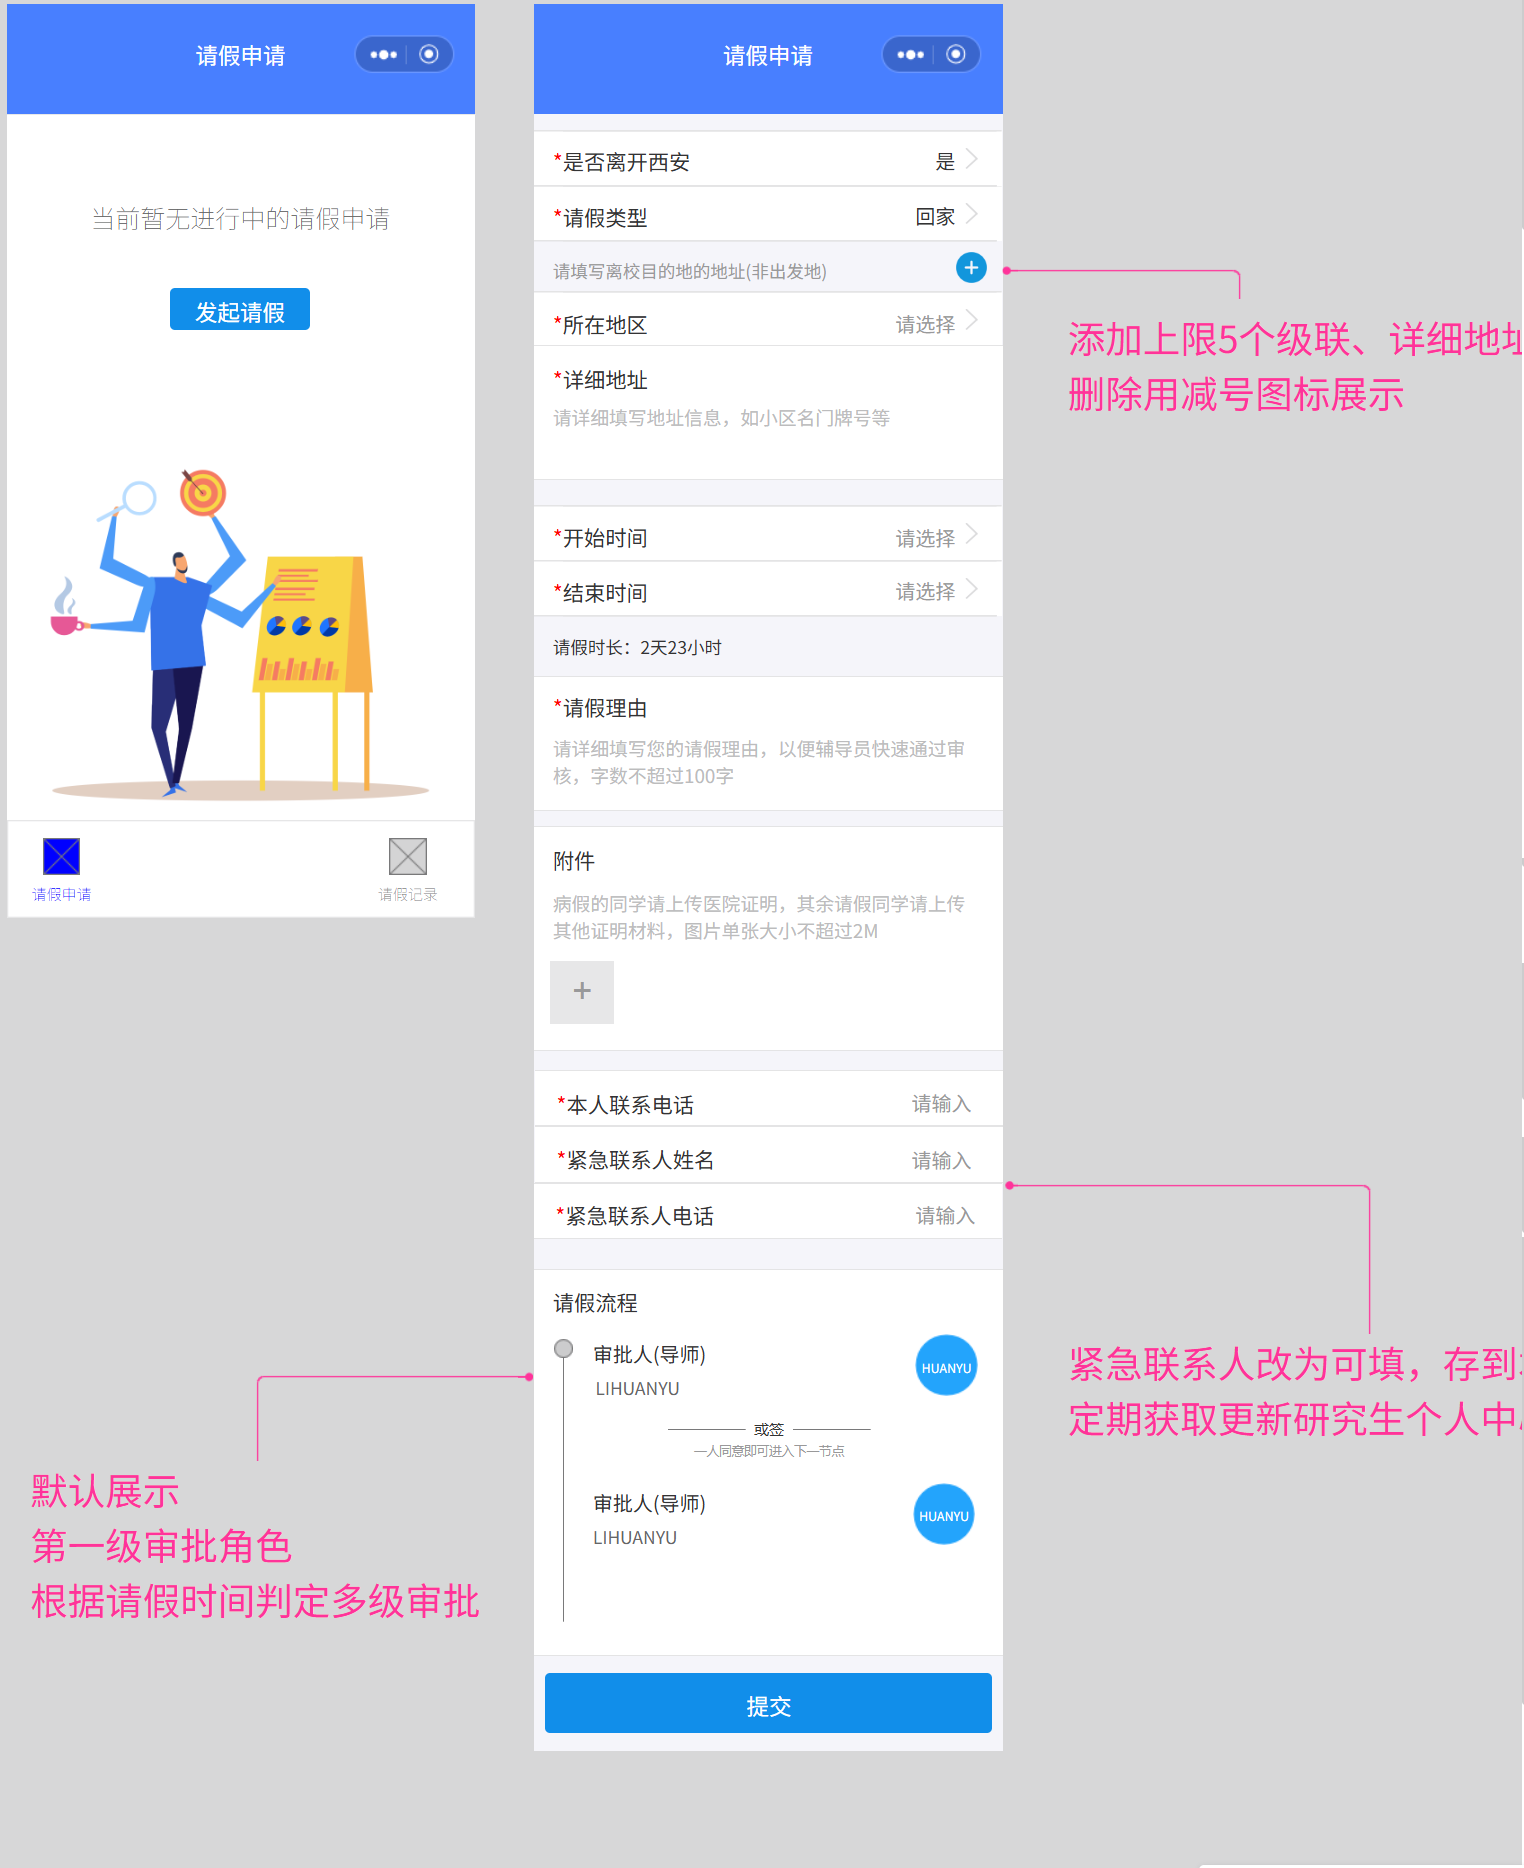 请假申请
当前暂无进行中的请假申请
发起请假
请假申请
请假记录
请假申请
*是否离开西安
是
*请假类型
回家
请填写离校目的地的地址(非出发地)
*所在地区
请选择
*详细地址
请详细填写地址信息，如小区名门牌号等
*开始时间
请选择
*结束时间
请选择
请假时长：2天23小时
*请假理由
请详细填写您的请假理由，以便辅导员快速通过审
核，字数不超过100字
附件
病假的同学请上传医院证明，其余请假同学请上传
其他证明材料，图片单张大小不超过2M
*本人联系电话
请输入
*紧急联系人姓名
请输入
*紧急联系人电话
请输入
请假流程
审批人(导师)
LIHUANYU
HUANYU
或签
一人同意即可进入下一节点
审批人(导师)
LIHUANYU
HUANYU
提交
添加上限5个级联、详细地
删除用减号图标展示
紧急联系人改为可填，存到
定期获取更新研究生个人中
默认展示
第一级审批角色
根据请假时间判定多级审批